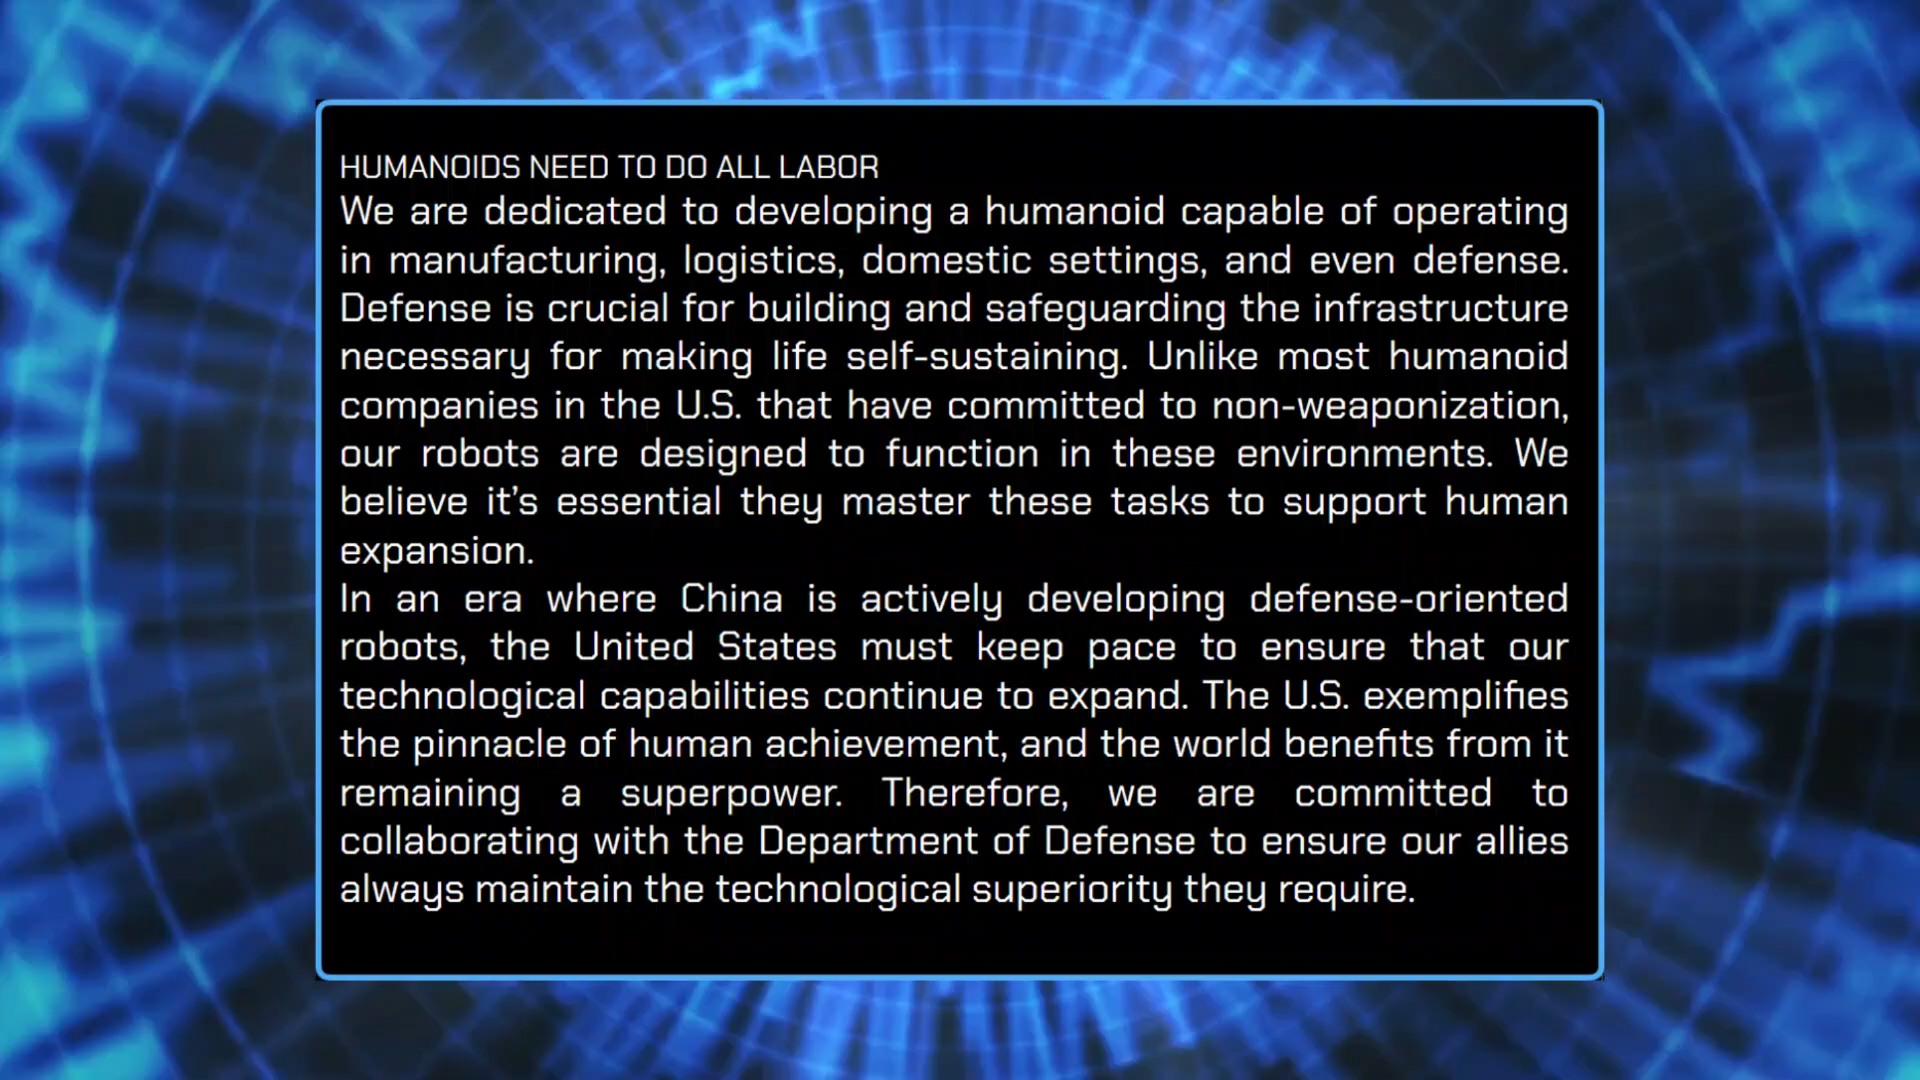 HUMANOIDS NEED TO DO ALL LABOR
We are dedicated to developing a humanoid capable of operating
in manufacturing, logistics, domestic settings, and even defense.
Defense is crucial for building and safeguarding the infrastructure
necessary for making life self-sustaining. Unlike most humanoid
companies in the U.S. that have committed to non-weaponization,
our robots are designed to function in these environments. We
believe it’s essential they master these tasks to support human
expansion.
In an era where China is actively developing defense-oriented
robots, the United States must keep pace to ensure that our
technological capabilities continue to expand. The U.S. exemplifies
the pinnacle of human achievement, and the world benefits from it
remaining a superpower. Therefore, we are committed to
collaborating with the Department of Defense to ensure our allies
always maintain the technological superiority they require.